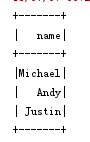 +-------+
|   name|
+-------+
|Michael|
|   Andy|
| Justin|
+-------+